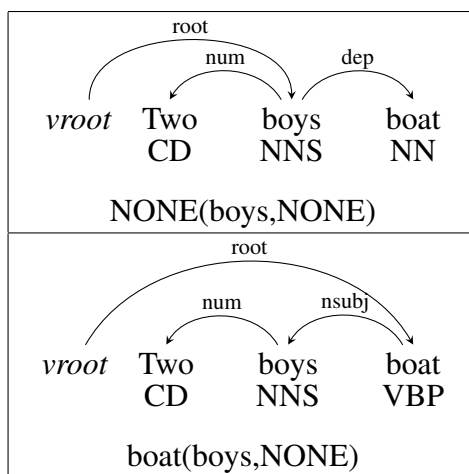 root
num dep
vroot Two boys boat
CD NNS NN
NONE(boys,NONE)
root
num nsubj
vroot Two boys boat
CD NNS VBP
boat(boys,NONE)